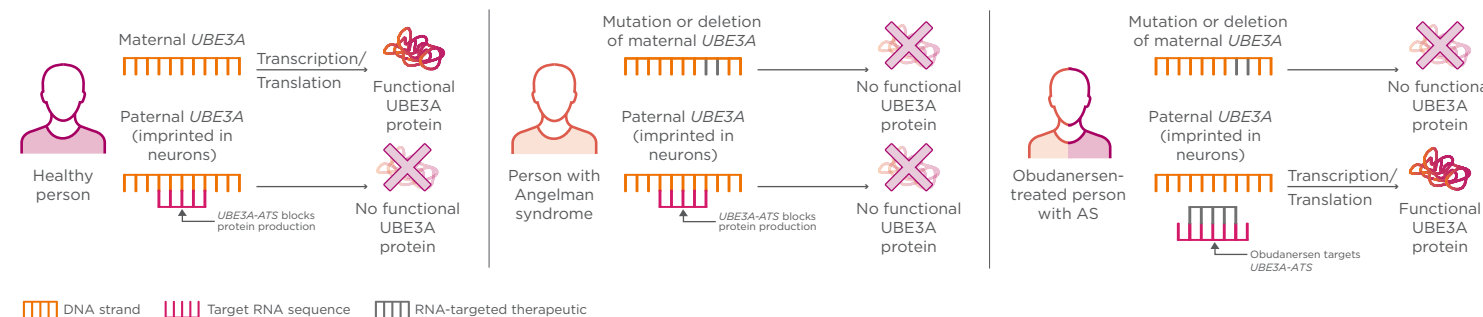 Maternal UBE3A
Transcription/
Translation
Functional
UBE3A
protein
Paternal UBE3A
(imprinted in
neurons)
Healthy
person
UBE3A-ATS blocks
protein production
No functional
UBE3A
protein
Mutation or deletion
of maternal UBE3A
No functional
UBE3A
protein
Paternal UBE3A
(imprinted in
neurons)
Person with
Angelman
syndrome
UBE3A-ATS blocks
protein production
No functional
UBE3A
protein
Mutation or deletion
of maternal UBE3A
No functional
UBE3A
protein
Paternal UBE3A
(imprinted in
neurons)
Obudanersen-
treated person
with AS
Transcription/
Translation
Functional
UBE3A
protein
Obudanersen targets
UBE3A-ATS
DNA strand
Target RNA sequence
RNA-targeted therapeutic